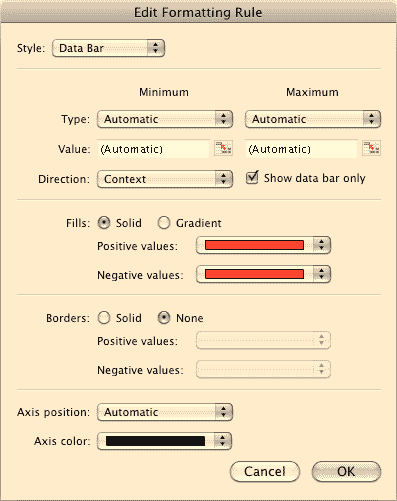 Edit Formatting Rule
Style: Data Bar
Minimum Maximum
Type: Automatic Automatic
Value: (Automatic) (Automatic)
Direction: Context Show data bar only
Fills: Solid Gradient
Positive values:
Negative values:
Borders: Solid None
Positive values:
Negative values:
Axis position: Automatic
Axis color:
Cancel OK